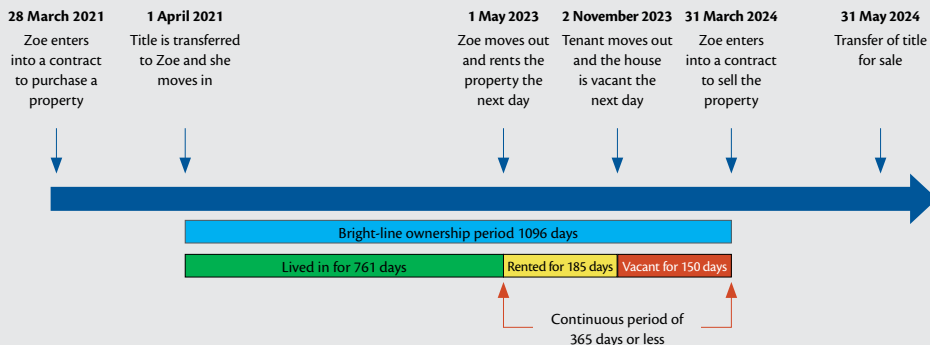 28 March 2021
Zoe enters
into a contract
to purchase a
property
1 April 2021
Title is transferred
to Zoe and she
moves in
1 May 2023
Zoe moves out
and rents the
property the
next day
2 November 2023
Tenant moves out
and the house
is vacant the
next day
31 March 2024
Zoe enters
into a contract
to sell the
property
31 May 2024
Transfer of title
for sale
Bright-line ownership period 1096 days
Lived in for 761 days
Rented for 185 days
Vacant for 150 days
Continuous period of
365 days or less